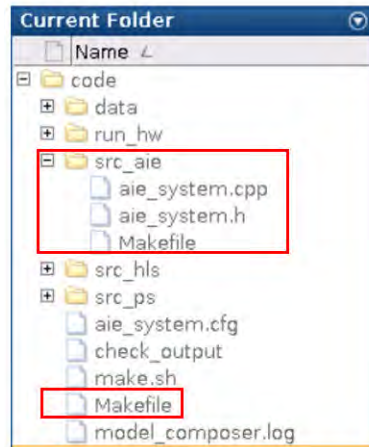 Current Folder
Name
code
data
run_hw
src_aie
aie_system.cpp
aie_system.h
Makefile
src_hls
src_ps
aie_system.cfg
check_output
make.sh
Makefile
model_composer.log